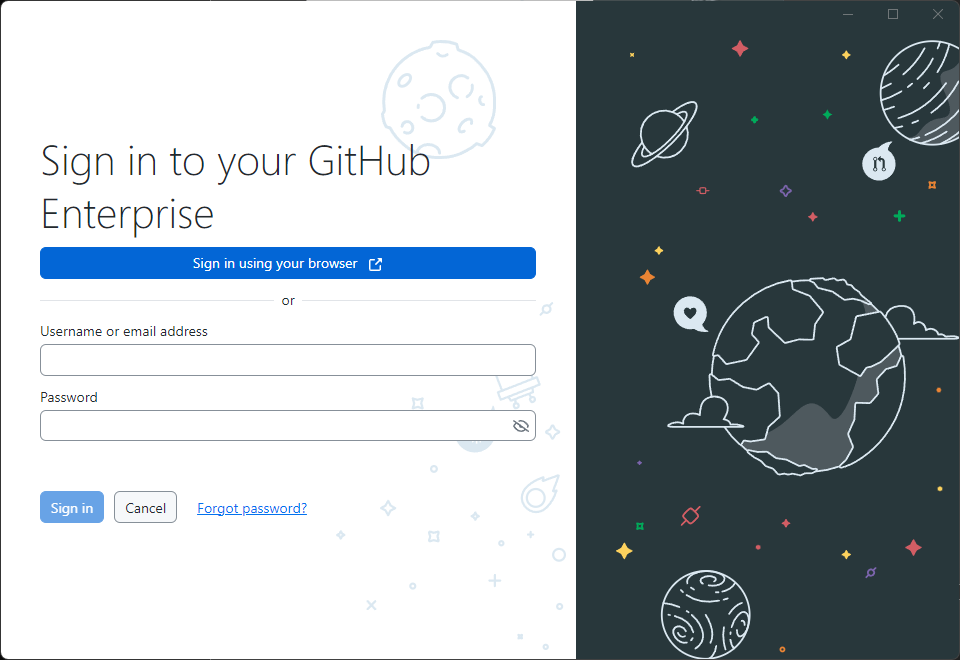 Sign in to your GitHub
Enterprise
Sign in using your browser
or
Username or email address
Password
Sign in
Cancel
Forgot password?